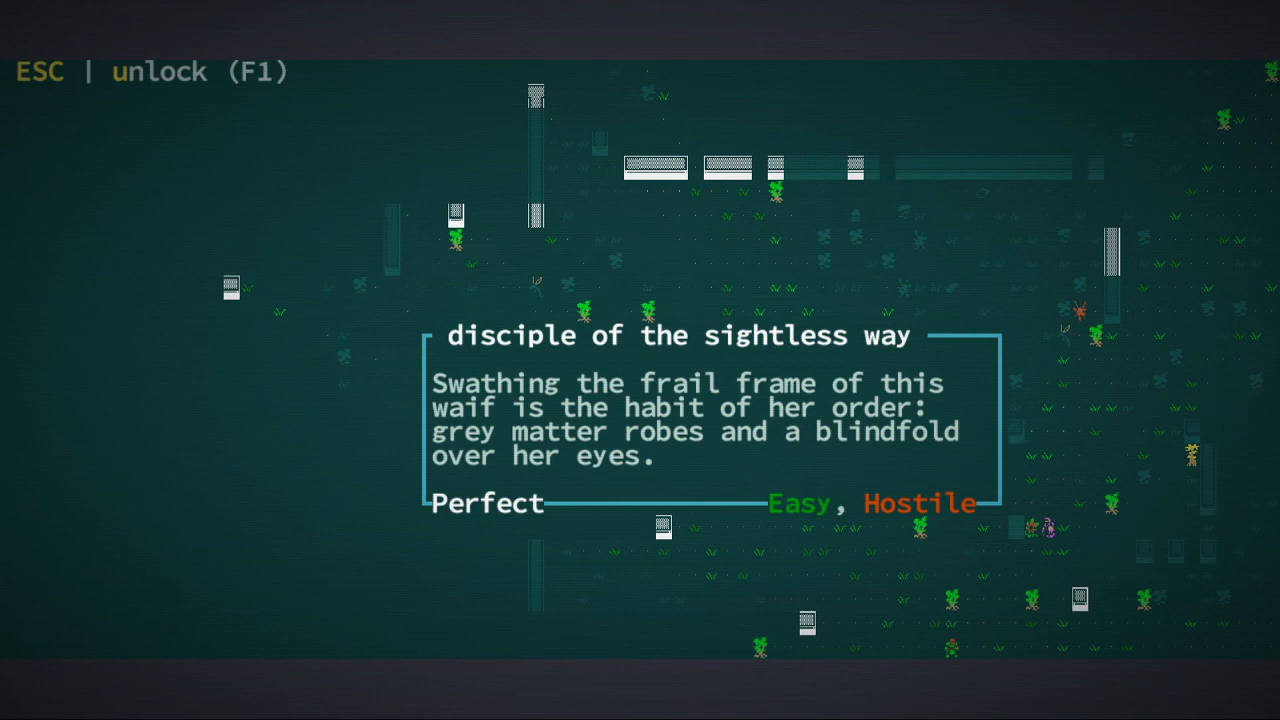 ESC | unlock (F1)
disciple of the sightless way
Swathing the frail frame of this
waif is the habit of her order:
grey matter robes and a blindfold
over her eyes.
Perfect Easy, Hostile